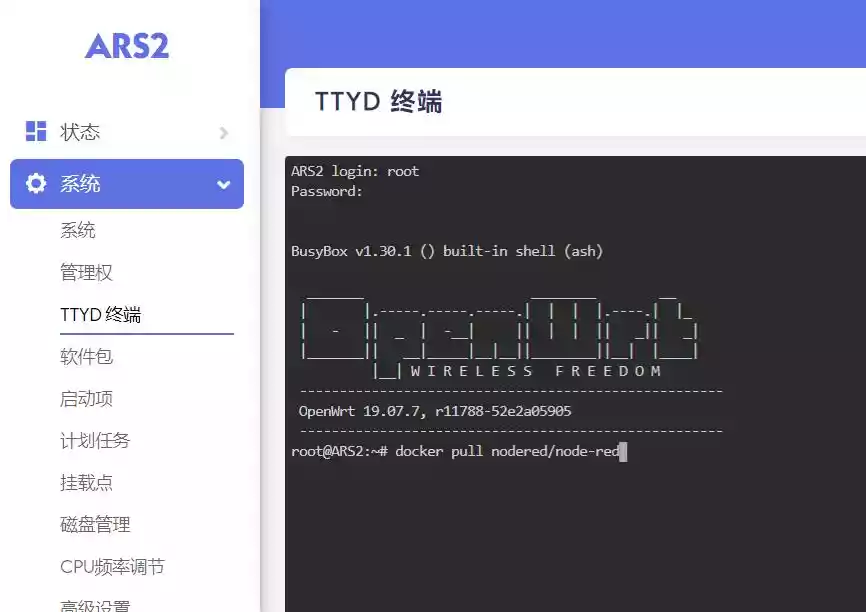 ARS2
状态
系统
系统
管理权
TTYD 终端
软件包
启动项
计划任务
挂载点
磁盘管理
CPU频率调节
高级设置
TTYD 终端
ARS2 login: root
Password:
BusyBox v1.30.1 () built-in shell (ash)
OpenWrt
W I R E L E S S   F R E E D O M
-----------------------------------------------------
OpenWrt 19.07.7, r11788-52e2a05905
-----------------------------------------------------
root@ARS2:~# docker pull nodered/node-red